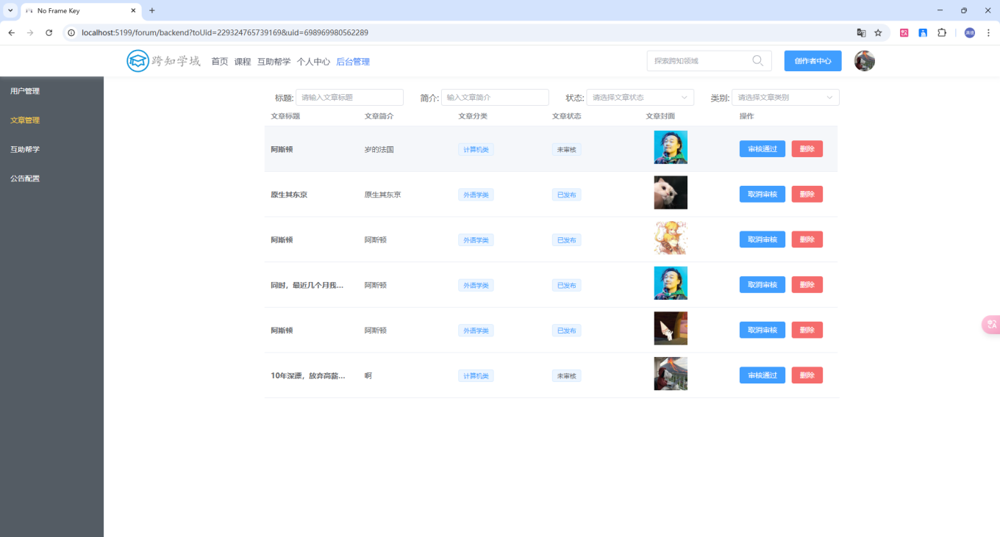 No Frame Key
localhost:5199/forum/backend?toUid=229324765739169&uid=698969980562289
跨知学域 首页 课程 互助帮学 个人中心 后台管理 探索跨知领域 创作者中心
用户管理
文章管理
互助帮学
公告配置
标题: 请输入文章标题 简介: 输入文章简介 状态: 请选择文章状态 类别: 请选择文章类别
文章标题 文章简介 文章分类 文章状态 文章封面 操作
阿斯顿 岁的法国 计算机类 未审核 审核通过 删除
原生其东京 原生其东京 外语学类 已发布 取消审核 删除
阿斯顿 阿斯顿 外语学类 已发布 取消审核 删除
同时，最近几个月我... 阿斯顿 外语学类 已发布 取消审核 删除
阿斯顿 阿斯顿 外语学类 已发布 取消审核 删除
10年深漂，放弃高薪... 啊 计算机类 未审核 审核通过 删除